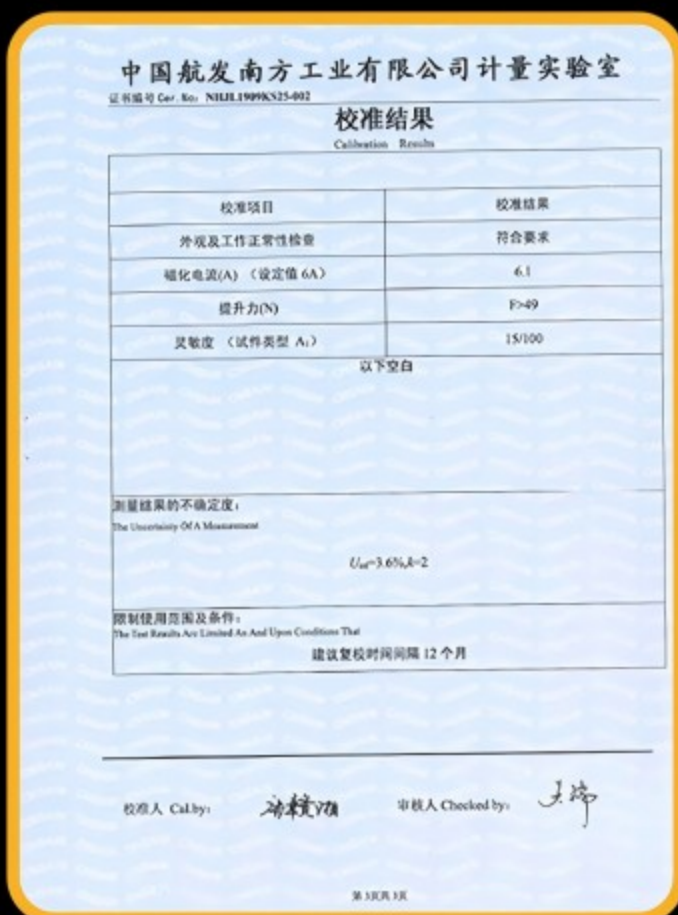 中国航发南方工业有限公司计量实验室
证书编号 Cer. No: NHJL1909KS25-002
校准结果
Calibration Results
校准项目 校准结果
外观及工作正常性检查 符合要求
磁化电流(A) (设定值 6A) 6.1
提升力(N) F>49
灵敏度 (试件类型 A₁) 15/100
以下空白
测量结果的不确定度:
The Uncertainty Of A Measurement
Urel=3.6%,k=2
限制使用范围及条件:
The Test Results Are Limited An And Upon Conditions That
建议复校时间间隔 12 个月
校准人 Cal.by: 审核人 Checked by:
第 3页共 3页